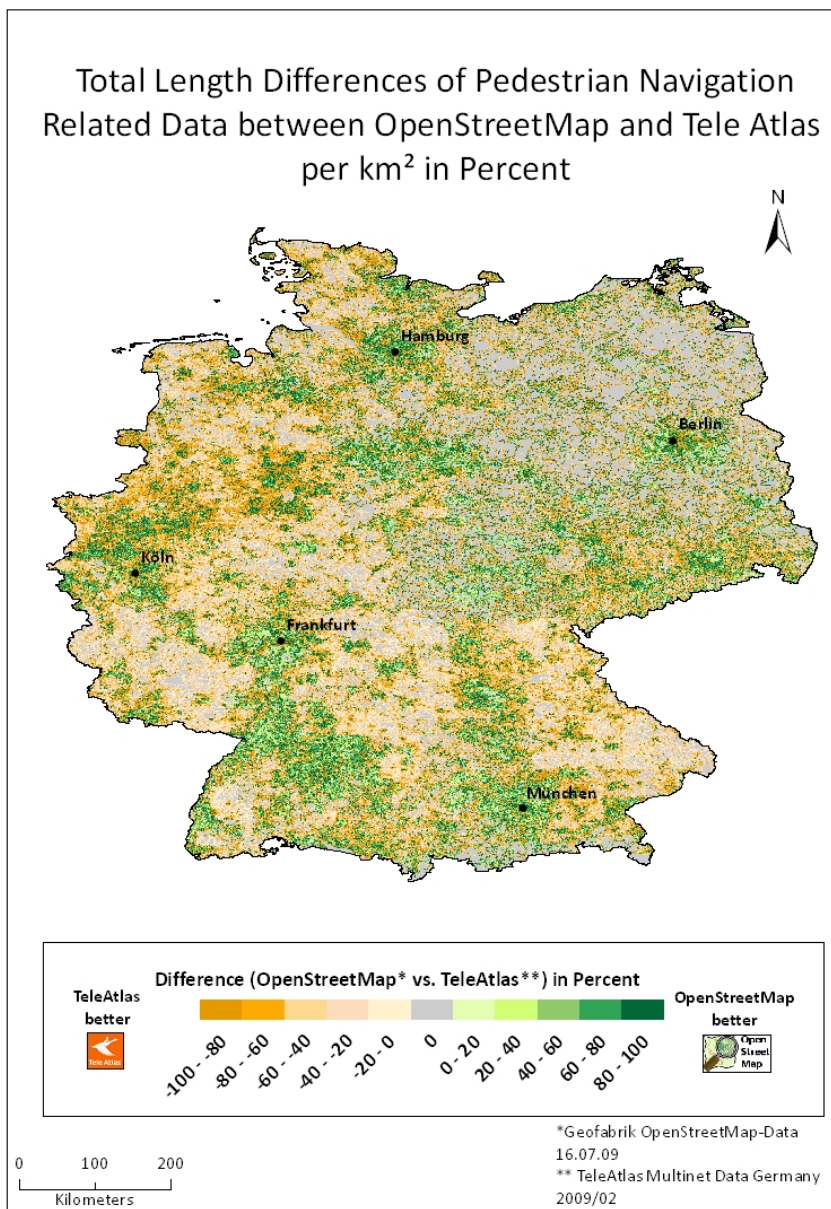 Total Length Differences of Pedestrian Navigation
Related Data between OpenStreetMap and Tele Atlas
per km² in Percent
N
Hamburg
Berlin
Köln
Frankfurt
München
Difference (OpenStreetMap* vs. TeleAtlas**) in Percent
TeleAtlas
better
Tele Atlas
-100 - -80
-80 - -60
-60 - -40
-40 - -20
-20 - 0
0
0 - 20
20 - 40
40 - 60
60 - 80
80 - 100
OpenStreetMap
better
Open
Street
Map
*Geofabrik OpenStreetMap-Data
16.07.09
** TeleAtlas Multinet Data Germany
2009/02
0 100 200
Kilometers